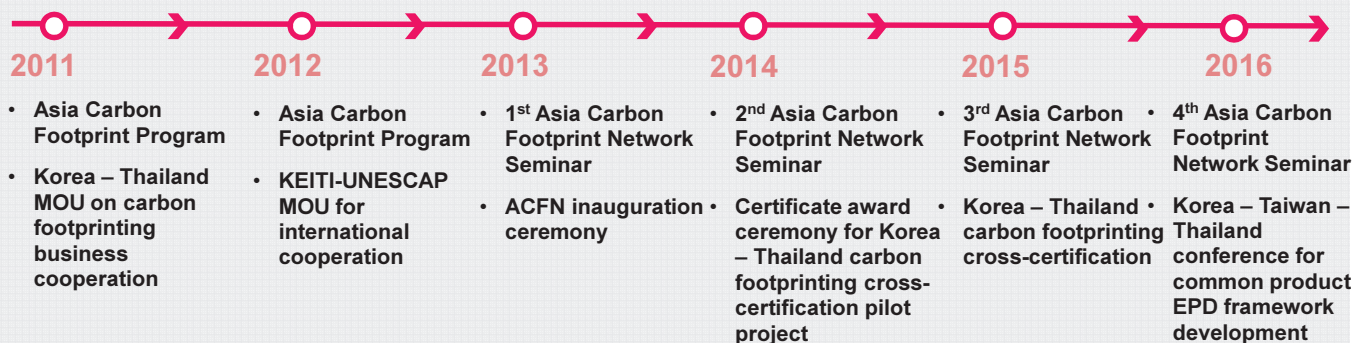 2011
• Asia Carbon
Footprint Program
• Korea – Thailand
MOU on carbon
footprinting
business
cooperation
2012
• Asia Carbon
Footprint Program
• KEITI-UNESCAP
MOU for
international
cooperation
2013
• 1st Asia Carbon
Footprint Network
Seminar
• ACFN inauguration
ceremony
2014
• 2nd Asia Carbon
Footprint Network
Seminar
• Certificate award
ceremony for Korea
– Thailand carbon
footprinting cross-
certification pilot
project
2015
• 3rd Asia Carbon
Footprint Network
Seminar
• Korea – Thailand
carbon footprinting
cross-certification
2016
• 4th Asia Carbon
Footprint
Network Seminar
• Korea – Taiwan –
Thailand
conference for
common product
EPD framework
development